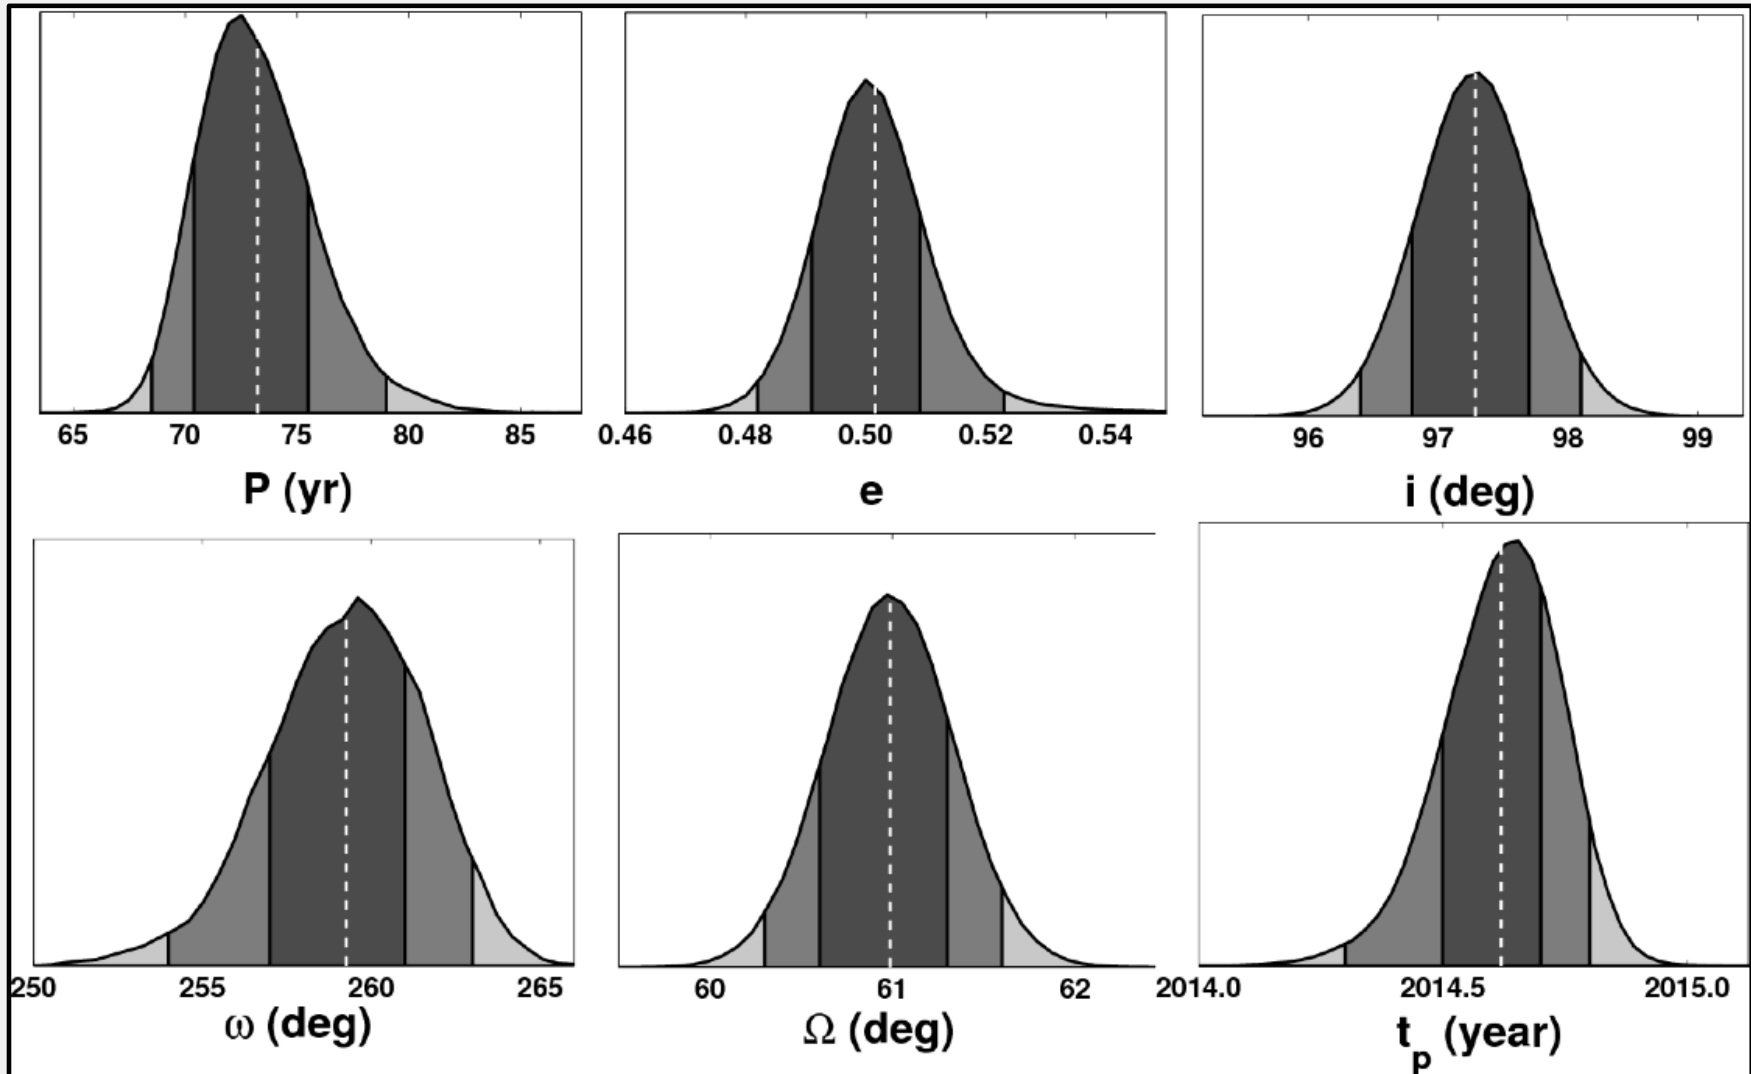 65 70 75 80 85
P (yr)
0.46 0.48 0.50 0.52 0.54
e
96 97 98 99
i (deg)
250 255 260 265
ω (deg)
60 61 62
Ω (deg)
2014.0 2014.5 2015.0
tp (year)